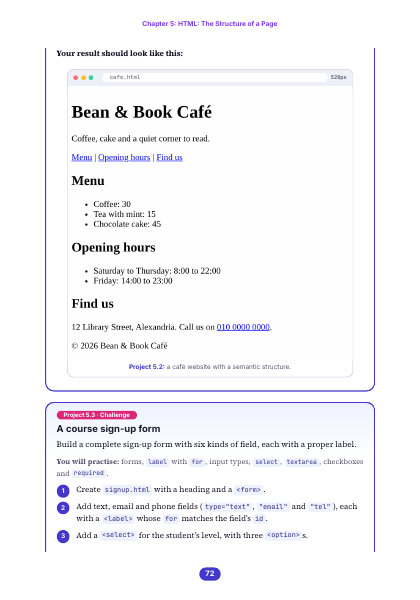 Chapter 5: HTML: The Structure of a Page
Your result should look like this:
cafe.html
520px
Bean & Book Café
Coffee, cake and a quiet corner to read.
Menu | Opening hours | Find us
Menu
• Coffee: 30
• Tea with mint: 15
• Chocolate cake: 45
Opening hours
• Saturday to Thursday: 8:00 to 22:00
• Friday: 14:00 to 23:00
Find us
12 Library Street, Alexandria. Call us on 010 0000 0000.
© 2026 Bean & Book Café
Project 5.2: a café website with a semantic structure.
Project 5.3 · Challenge
A course sign-up form
Build a complete sign-up form with six kinds of field, each with a proper label.
You will practise: forms, label with for, input types, select, textarea, checkboxes
and required.
1 Create signup.html with a heading and a <form>.
2 Add text, email and phone fields (type="text", "email" and "tel"), each
with a <label> whose for matches the field's id.
3 Add a <select> for the student's level, with three <option>s.
72